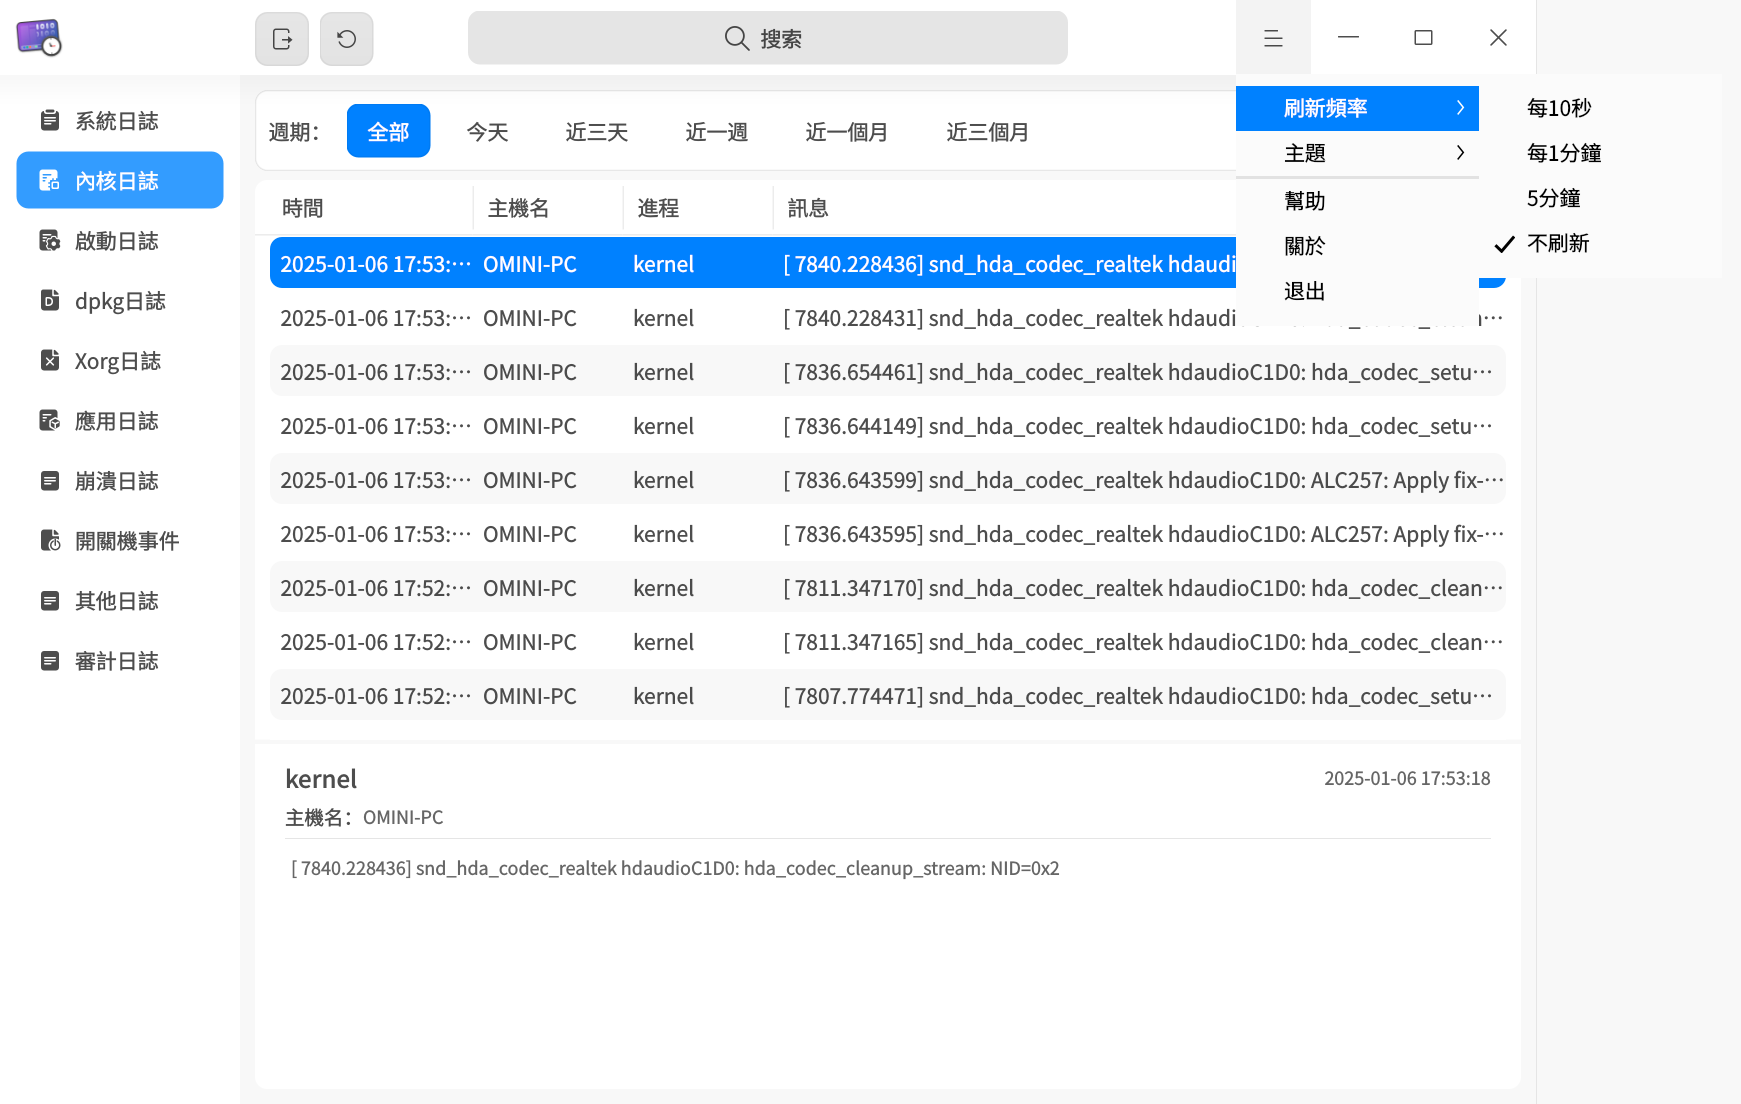 搜索
系統日誌
內核日誌
啟動日誌
dpkg日誌
Xorg日誌
應用日誌
崩潰日誌
開關機事件
其他日誌
審計日誌
週期： 全部 今天 近三天 近一週 近一個月 近三個月
時間 主機名 進程 訊息
2025-01-06 17:53:··· OMINI-PC kernel [ 7840.228436] snd_hda_codec_realtek hdaudi
2025-01-06 17:53:··· OMINI-PC kernel [ 7840.228431] snd_hda_codec_realtek hdaudi
2025-01-06 17:53:··· OMINI-PC kernel [ 7836.654461] snd_hda_codec_realtek hdaudioC1D0: hda_codec_setu···
2025-01-06 17:53:··· OMINI-PC kernel [ 7836.644149] snd_hda_codec_realtek hdaudioC1D0: hda_codec_setu···
2025-01-06 17:53:··· OMINI-PC kernel [ 7836.643599] snd_hda_codec_realtek hdaudioC1D0: ALC257: Apply fix-···
2025-01-06 17:53:··· OMINI-PC kernel [ 7836.643595] snd_hda_codec_realtek hdaudioC1D0: ALC257: Apply fix-···
2025-01-06 17:52:··· OMINI-PC kernel [ 7811.347170] snd_hda_codec_realtek hdaudioC1D0: hda_codec_clean···
2025-01-06 17:52:··· OMINI-PC kernel [ 7811.347165] snd_hda_codec_realtek hdaudioC1D0: hda_codec_clean···
2025-01-06 17:52:··· OMINI-PC kernel [ 7807.774471] snd_hda_codec_realtek hdaudioC1D0: hda_codec_setu···
刷新頻率
主題
幫助
關於
退出
每10秒
每1分鐘
5分鐘
不刷新
kernel 2025-01-06 17:53:18
主機名： OMINI-PC
[ 7840.228436] snd_hda_codec_realtek hdaudioC1D0: hda_codec_cleanup_stream: NID=0x2